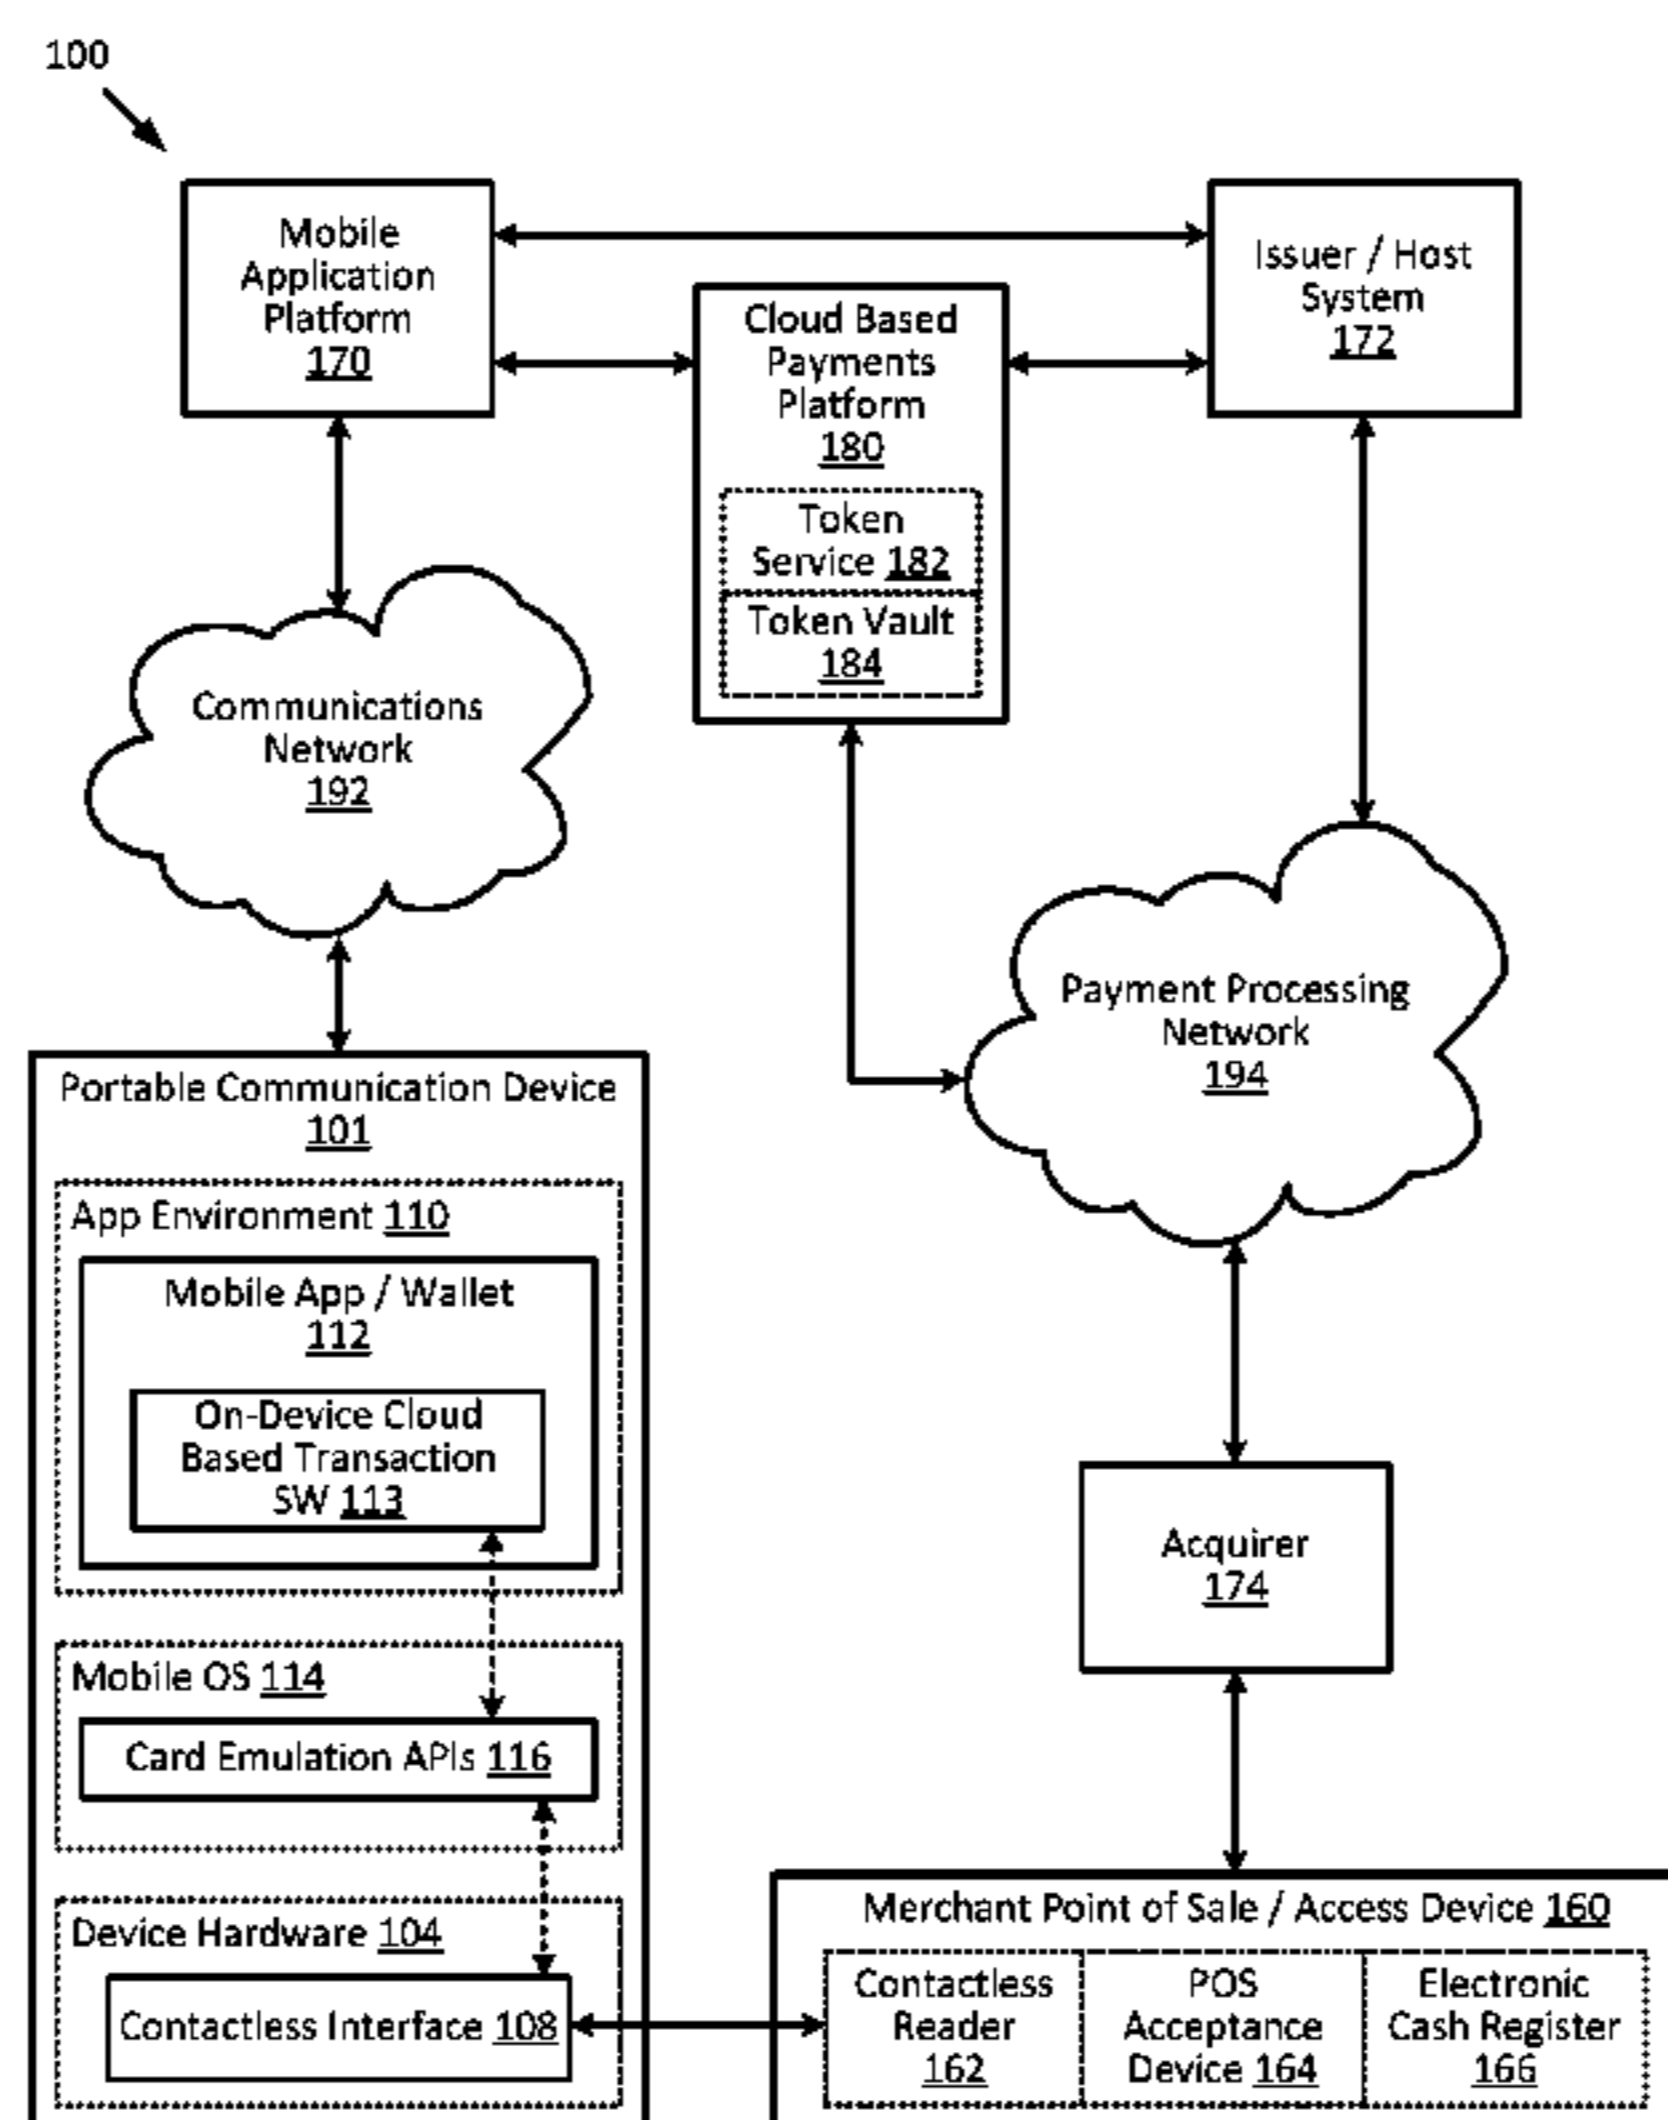 100
Mobile
Application
Platform
170
Issuer / Host
System
172
Cloud Based
Payments
Platform
180
Token
Service 182
Token Vault
184
Communications
Network
192
Payment Processing
Network
194
Portable Communication Device
101
App Environment 110
Mobile App / Wallet
112
On-Device Cloud
Based Transaction
SW 113
Mobile OS 114
Card Emulation APIs 116
Device Hardware 104
Contactless Interface 108
Acquirer
174
Merchant Point of Sale / Access Device 160
Contactless
Reader
162
POS
Acceptance
Device 164
Electronic
Cash Register
166